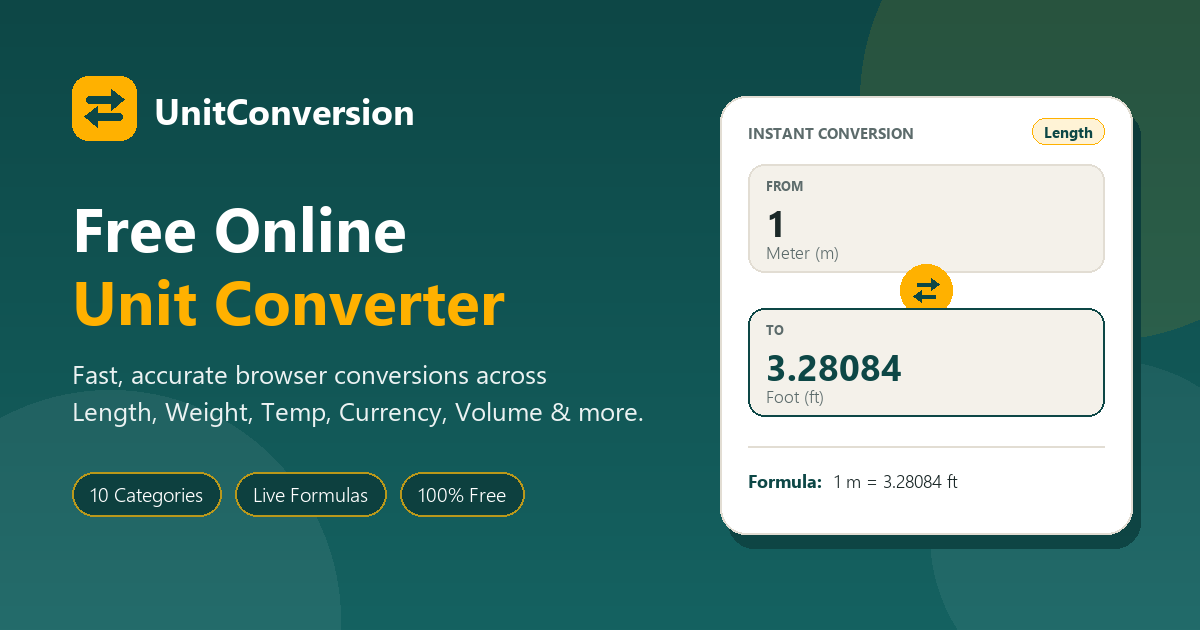 UnitConversion
Free Online
Unit Converter
Fast, accurate browser conversions across
Length, Weight, Temp, Currency, Volume & more.
10 Categories
Live Formulas
100% Free
INSTANT CONVERSION
Length
FROM
1
Meter (m)
TO
3.28084
Foot (ft)
Formula: 1 m = 3.28084 ft